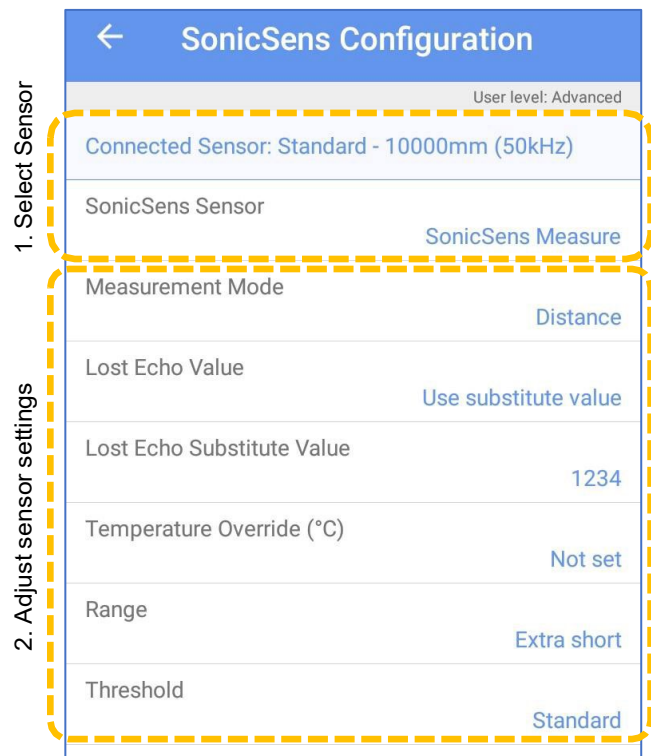 ← SonicSens Configuration
User level: Advanced
1. Select Sensor
Connected Sensor: Standard - 10000mm (50kHz)
SonicSens Sensor
SonicSens Measure
2. Adjust sensor settings
Measurement Mode
Distance
Lost Echo Value
Use substitute value
Lost Echo Substitute Value
1234
Temperature Override (°C)
Not set
Range
Extra short
Threshold
Standard